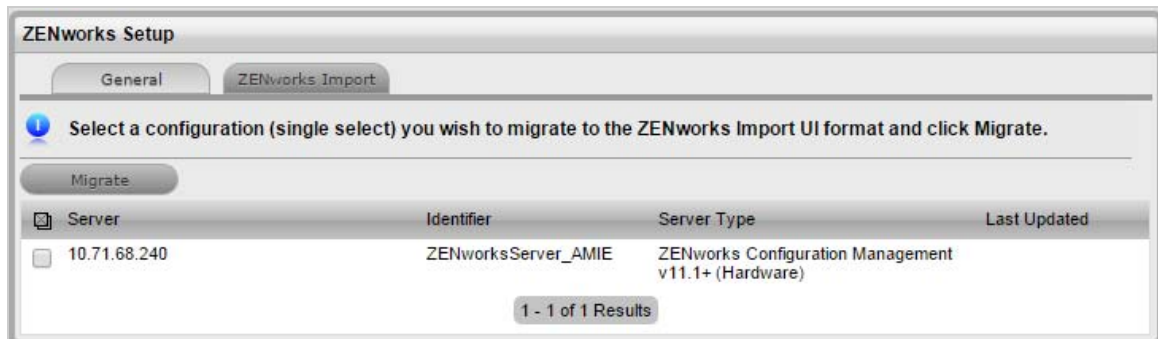 ZENworks Setup
General ZENworks Import
Select a configuration (single select) you wish to migrate to the ZENworks Import UI format and click Migrate.
Migrate
Server Identifier Server Type Last Updated
10.71.68.240 ZENworksServer_AMIE ZENworks Configuration Management
v11.1+ (Hardware)
1 - 1 of 1 Results